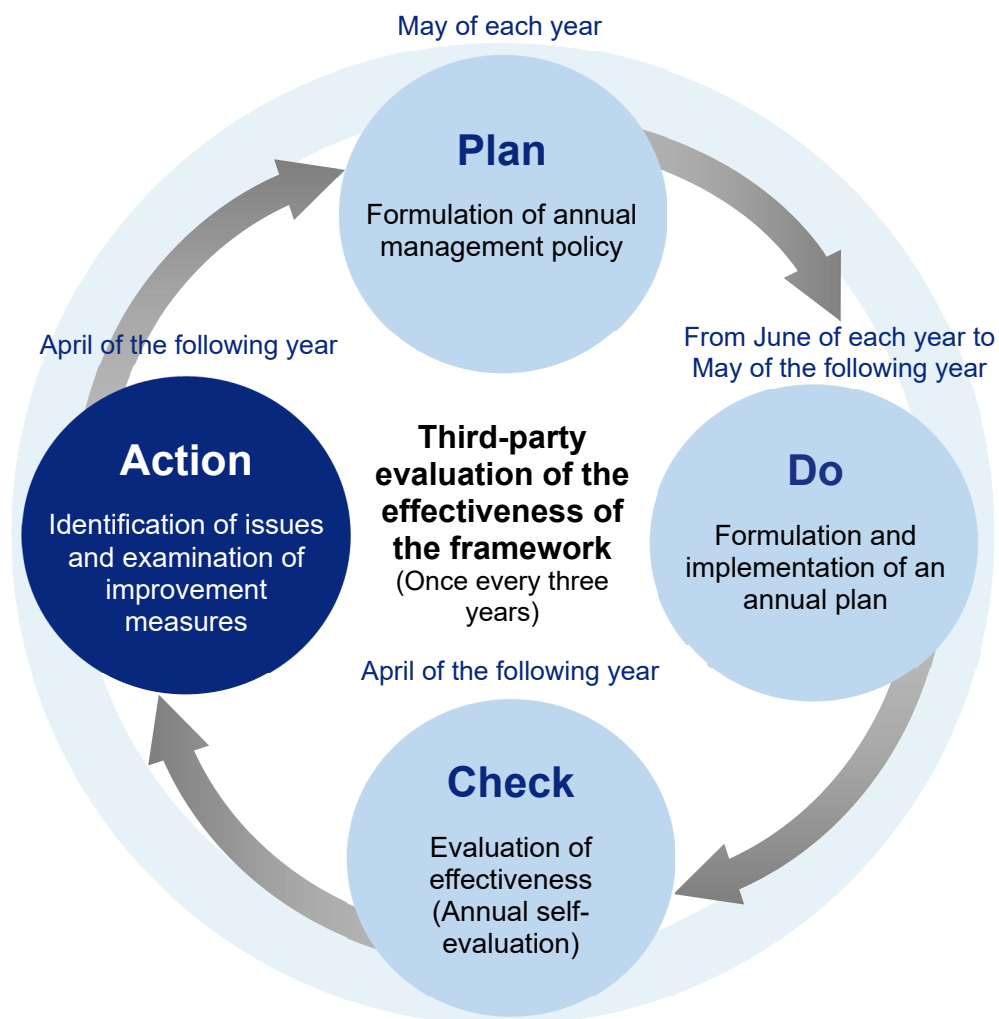 May of each year
Plan
Formulation of annual
management policy
From June of each year to
May of the following year
Do
Formulation and
implementation of an
annual plan
April of the following year
Check
Evaluation of
effectiveness
(Annual self-
evaluation)
April of the following year
Action
Identification of issues
and examination of
improvement
measures
Third-party
evaluation of the
effectiveness of
the framework
(Once every three
years)